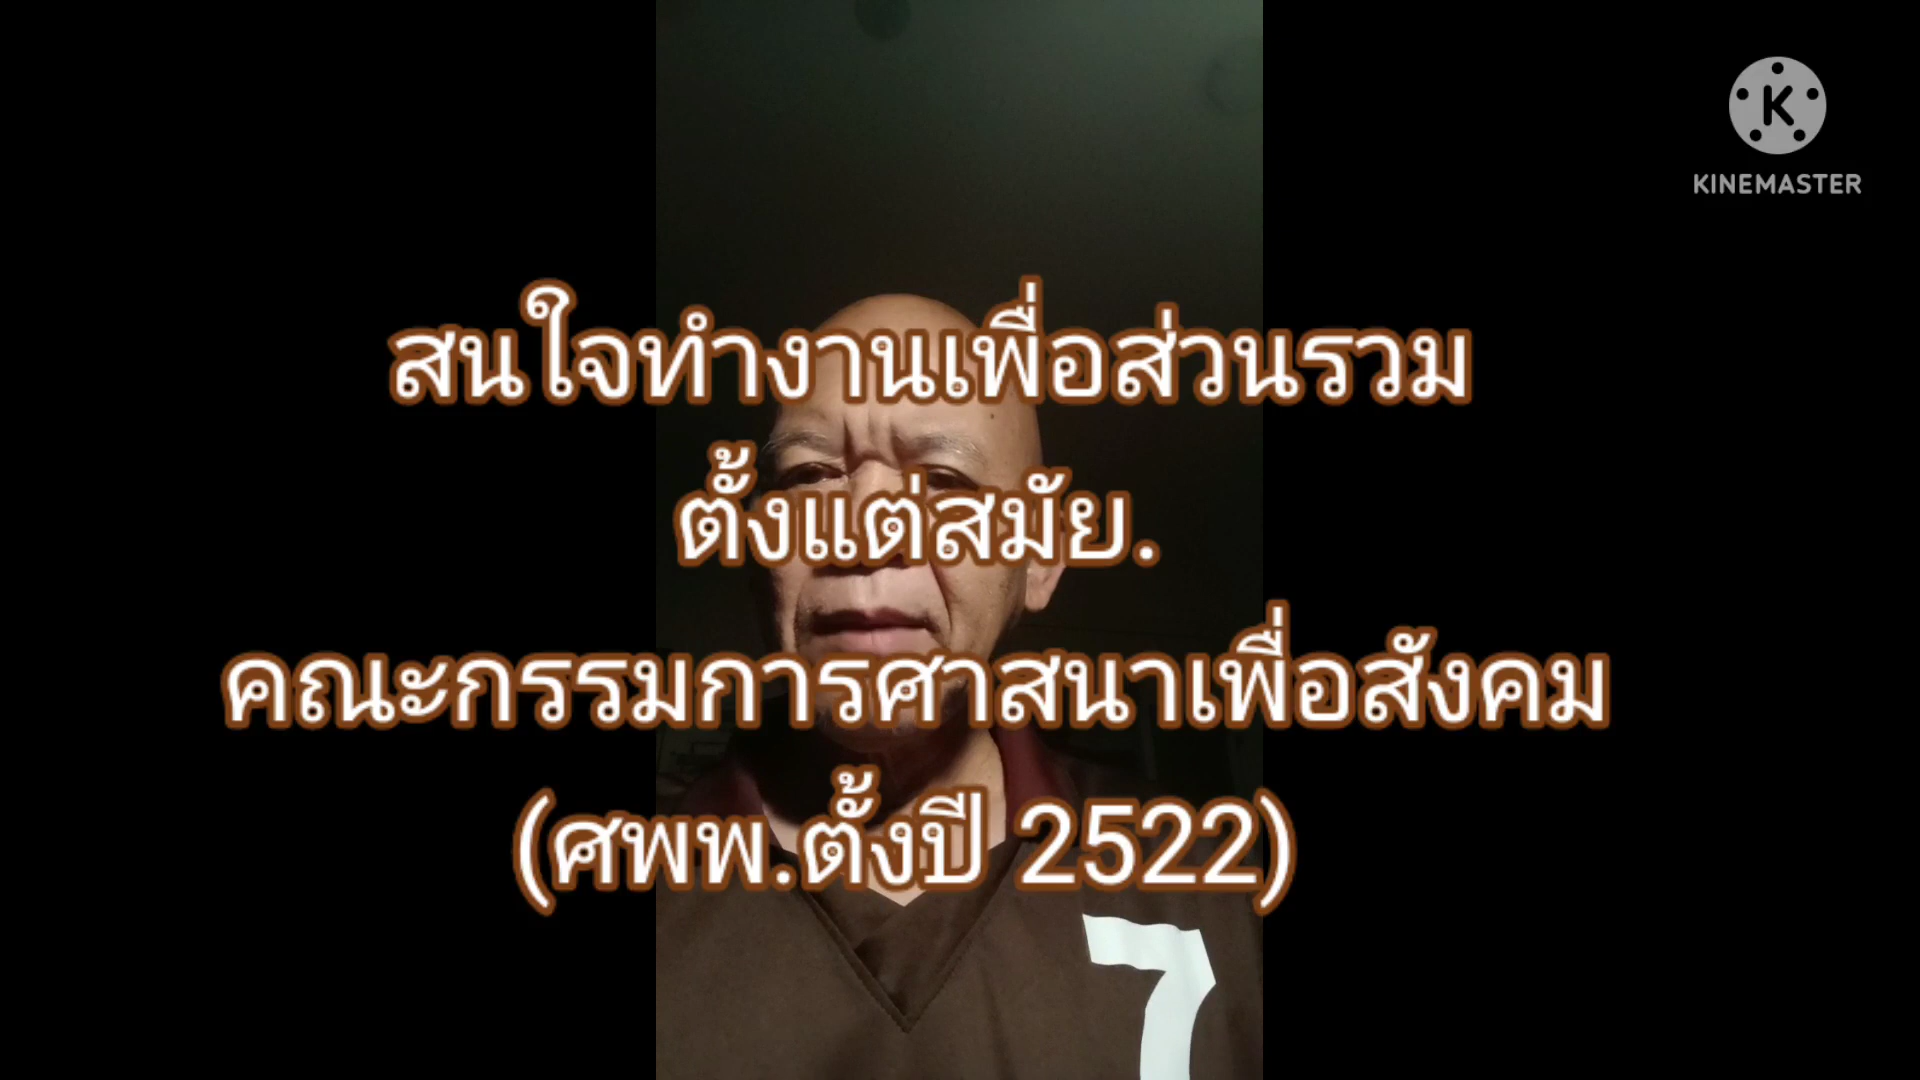 KINEMASTER
สนใจทำงานเพื่อส่วนรวม
ตั้งแต่สมัย.
คณะกรรมการศาสนาเพื่อสังคม
(ศพพ.ตั้งปี 2522)
7